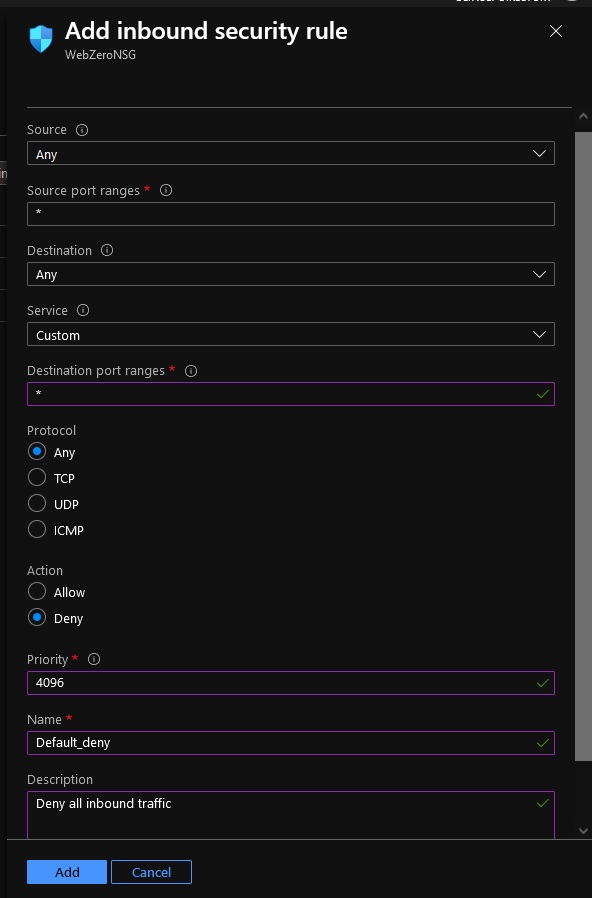 Add inbound security rule
WebZeroNSG
Source
Any
Source port ranges *
*
Destination
Any
Service
Custom
Destination port ranges *
*
Protocol
Any
TCP
UDP
ICMP
Action
Allow
Deny
Priority *
4096
Name *
Default_deny
Description
Deny all inbound traffic
Add
Cancel